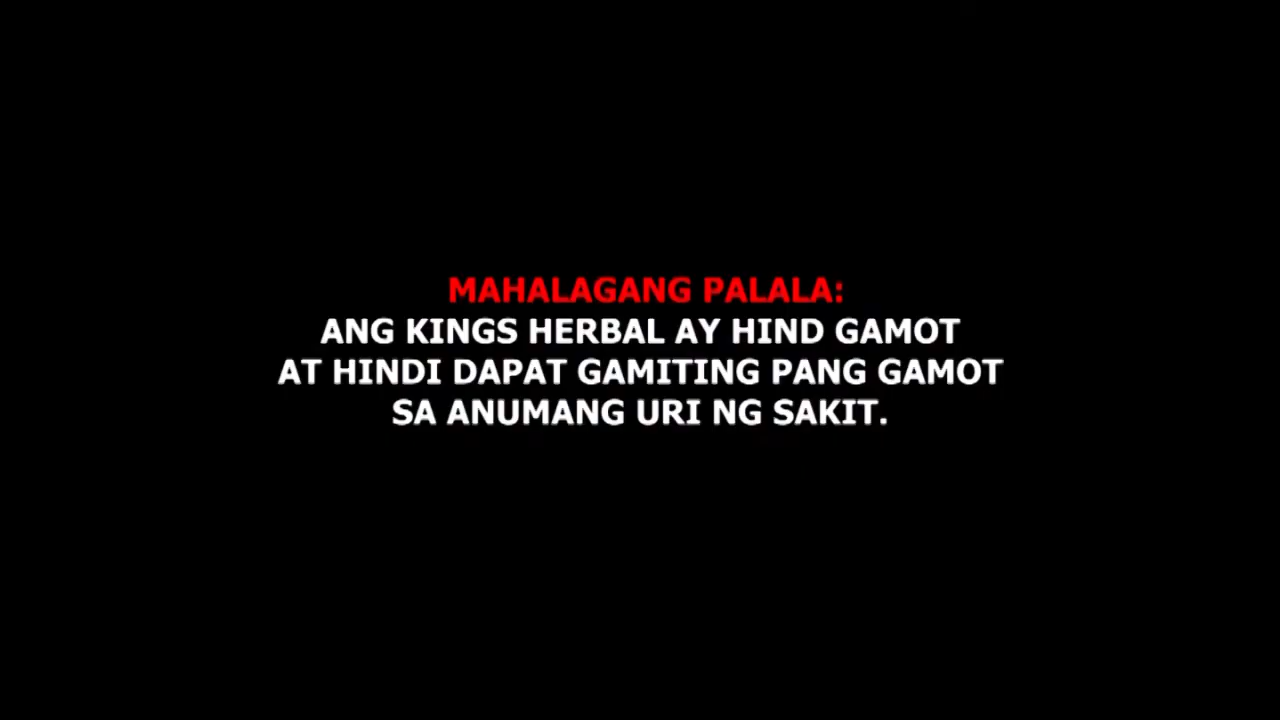 MAHALAGANG PALALA:
ANG KINGS HERBAL AY HIND GAMOT
AT HINDI DAPAT GAMITING PANG GAMOT
SA ANUMANG URI NG SAKIT.